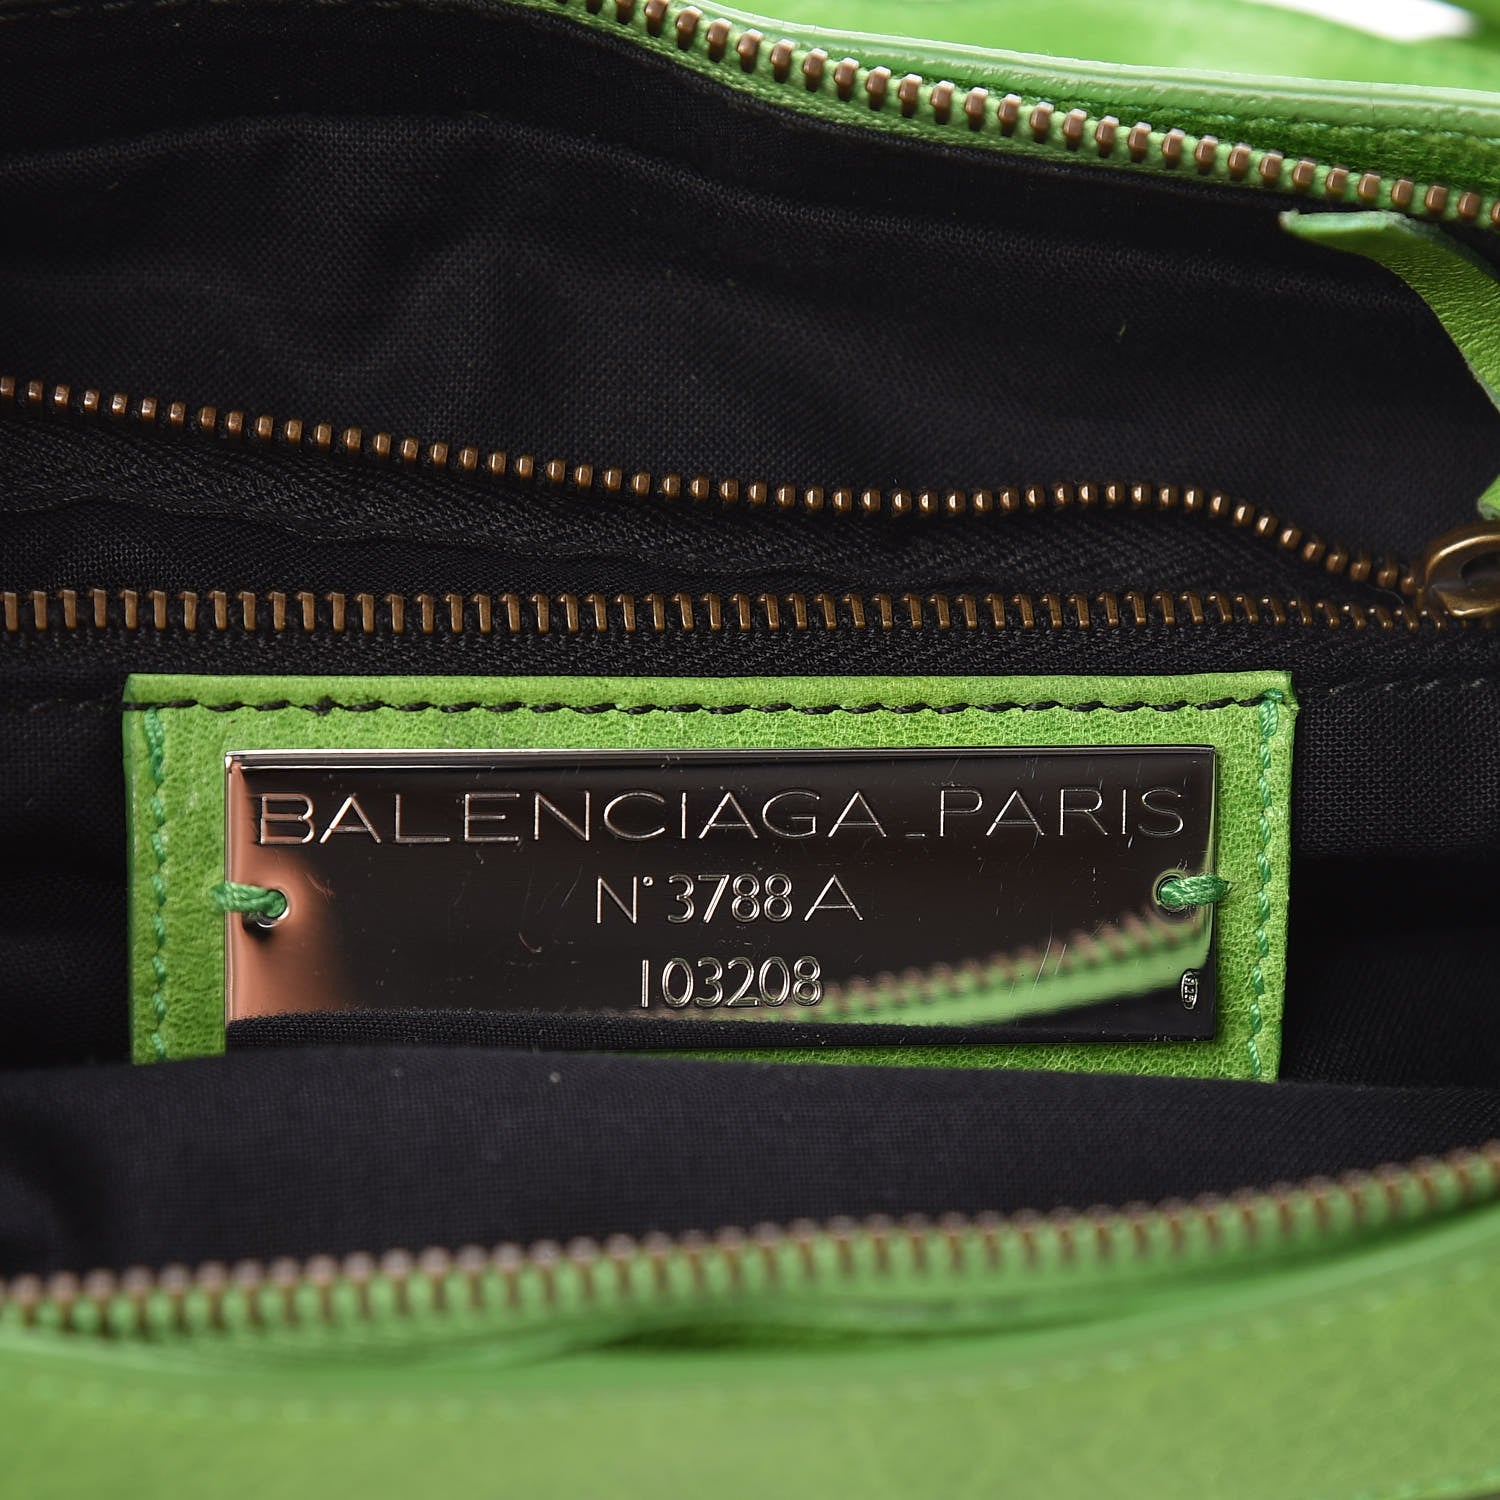 BALENCIAGA_PARIS
N° 3788 A
103208